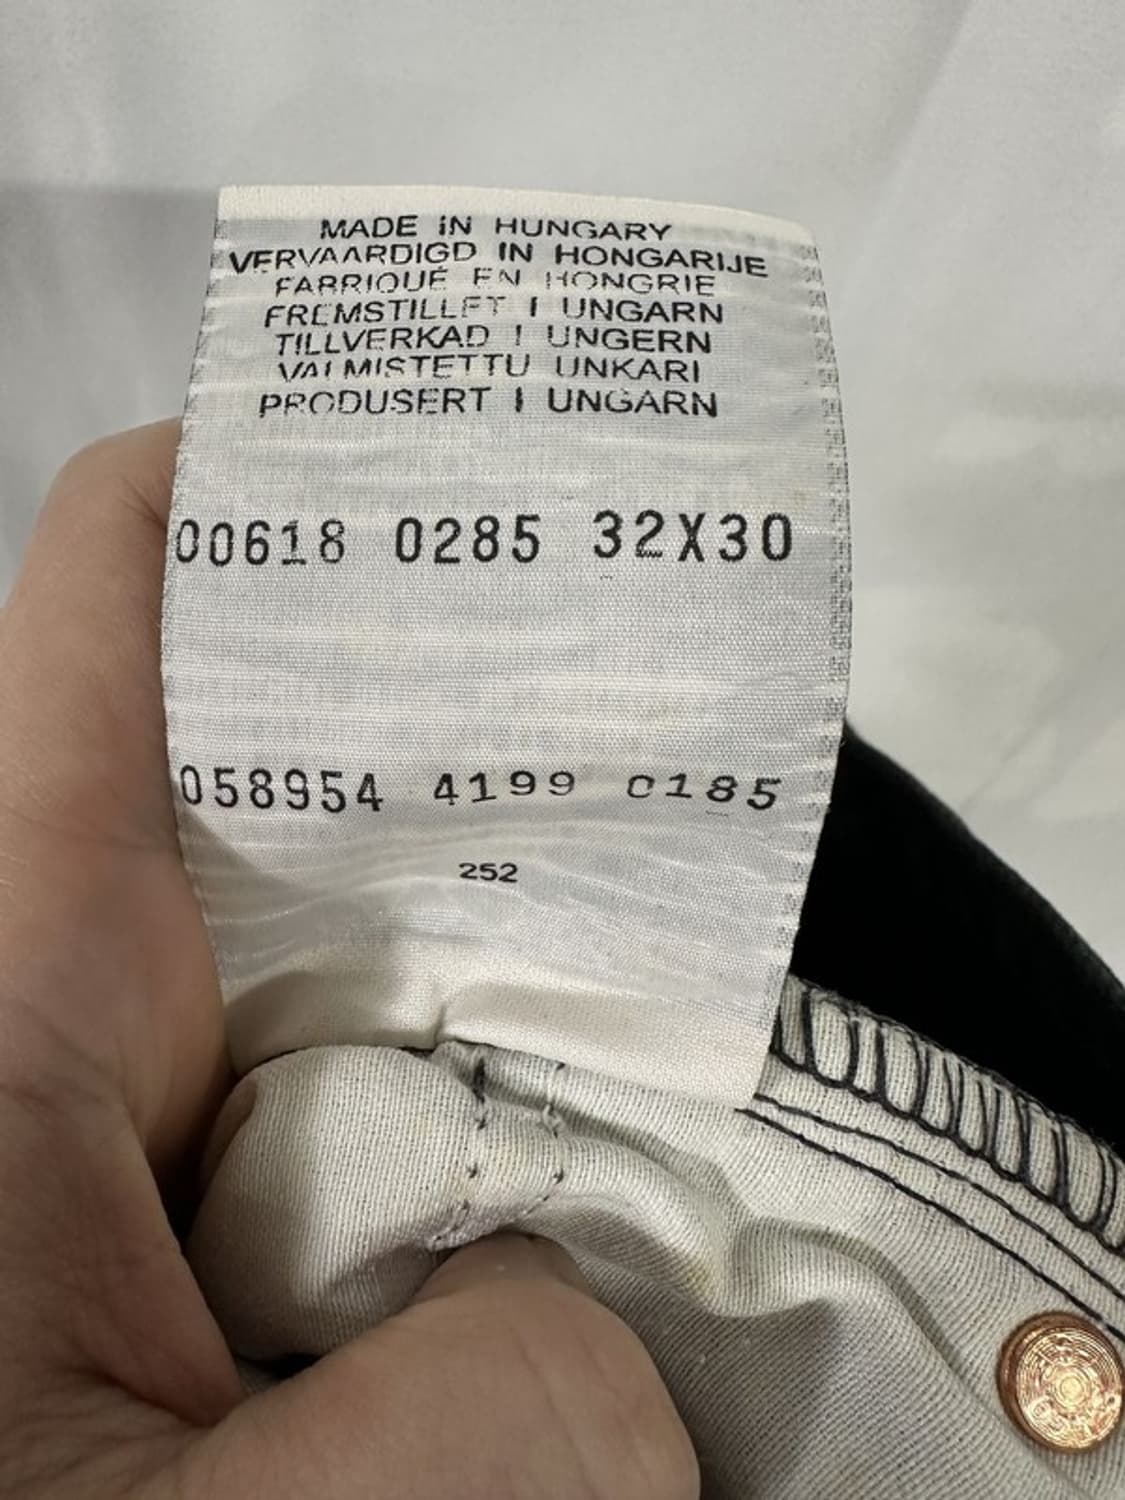 MADE IN HUNGARY
VERVAARDIGD IN HONGARIJE
FABRIQUÉ EN HONGRIE
FREMSTILLET I UNGARN
TILLVERKAD I UNGERN
VALMISTETTU UNKARI
PRODUSERT I UNGARN
00618 0285 32X30
058954 4199 0185
252